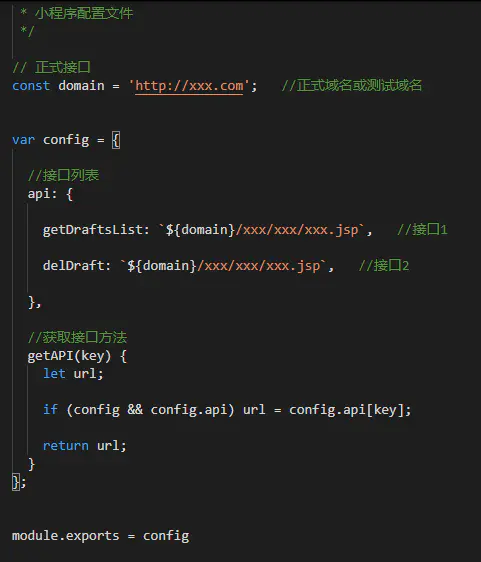 * 小程序配置文件
*/
// 正式接口
const domain = 'http://xxx.com';   //正式域名或测试域名
var config = {
//接口列表
api: {
getDraftsList: `${domain}/xxx/xxx/xxx.jsp`,   //接口1
delDraft: `${domain}/xxx/xxx/xxx.jsp`,   //接口2
},
//获取接口方法
getAPI(key) {
let url;
if (config && config.api) url = config.api[key];
return url;
}
};
module.exports = config